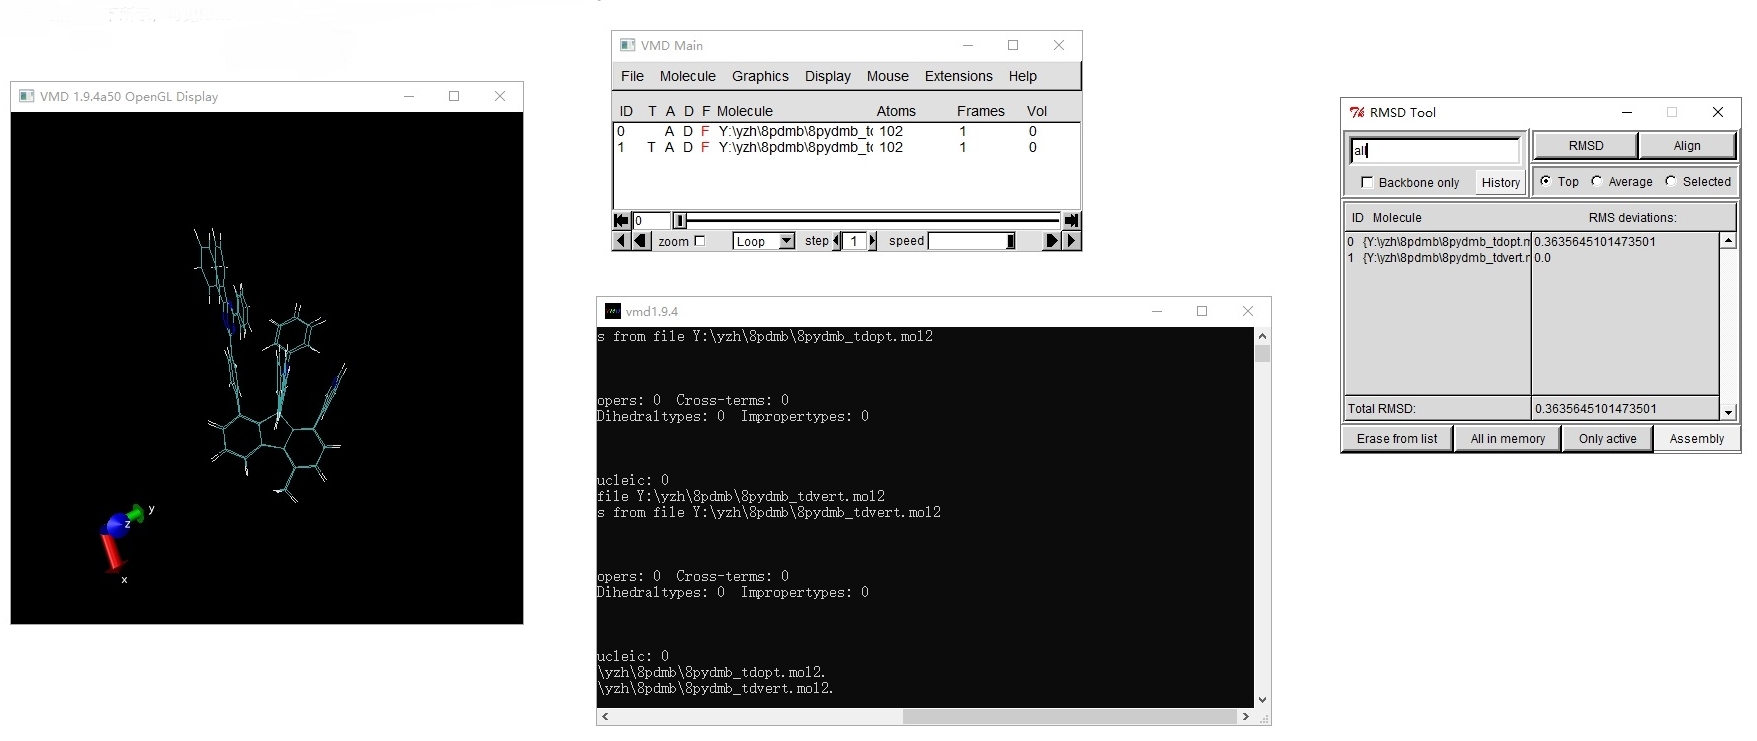 VMD 1.9.4a50 OpenGL Display
y
z
x
VMD Main
File Molecule Graphics Display Mouse Extensions Help
ID T A D F Molecule Atoms Frames Vol
0 A D F Y:\yzh\8pdmb\8pydmb_t 102 1 0
1 T A D F Y:\yzh\8pdmb\8pydmb_t 102 1 0
0
zoom Loop step 1 speed
vmd1.9.4
s from file Y:\yzh\8pdmb\8pydmb_tdopt.mol2
opers: 0 Cross-terms: 0
Dihedraltypes: 0 Impropertypes: 0
ucleic: 0
file Y:\yzh\8pdmb\8pydmb_tdvert.mol2
s from file Y:\yzh\8pdmb\8pydmb_tdvert.mol2
opers: 0 Cross-terms: 0
Dihedraltypes: 0 Impropertypes: 0
ucleic: 0
\yzh\8pdmb\8pydmb_tdopt.mol2.
\yzh\8pdmb\8pydmb_tdvert.mol2.
RMSD Tool
all
RMSD Align
Backbone only History
Top Average Selected
ID Molecule RMS deviations:
0 {Y:\yzh\8pdmb\8pydmb_tdopt.m 0.3635645101473501
1 {Y:\yzh\8pdmb\8pydmb_tdvert.r 0.0
Total RMSD: 0.3635645101473501
Erase from list All in memory Only active Assembly